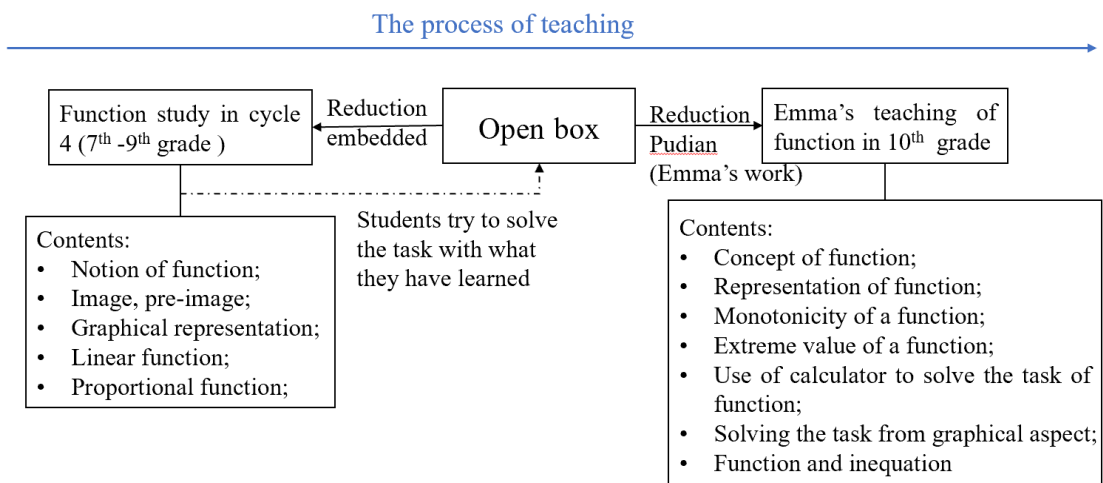 The process of teaching
Function study in cycle
4 (7th -9th grade )
Reduction
embedded
Open box
Reduction
Pudian
(Emma's work)
Emma's teaching of
function in 10th grade
Students try to solve
the task with what
they have learned
Contents:
• Notion of function;
• Image, pre-image;
• Graphical representation;
• Linear function;
• Proportional function;
Contents:
• Concept of function;
• Representation of function;
• Monotonicity of a function;
• Extreme value of a function;
• Use of calculator to solve the task of
function;
• Solving the task from graphical aspect;
• Function and inequation